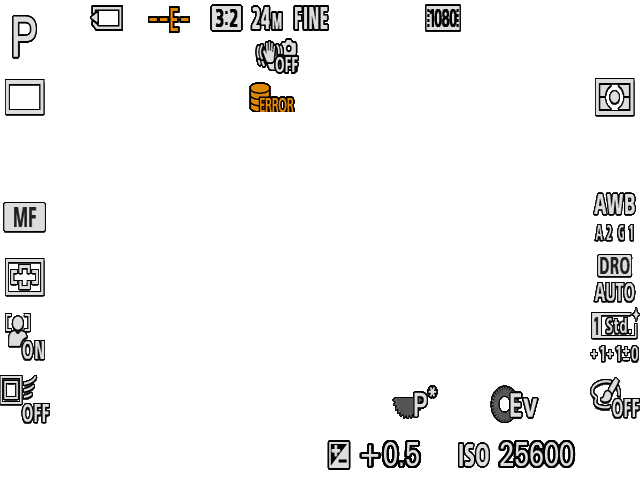 P -E- 3:2 24M FINE 1080
OFF
ERROR
MF AWB
A2 G1
DRO
AUTO
1 Std.
ON +1+1±0
OFF P* EV OFF
+0.5 ISO 25600